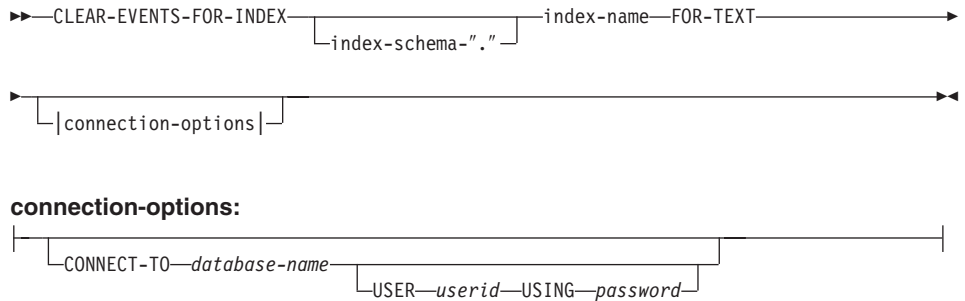 CLEAR-EVENTS-FOR-INDEX index-name FOR-TEXT
index-schema-"."
connection-options
connection-options:
CONNECT-TO database-name
USER userid USING password